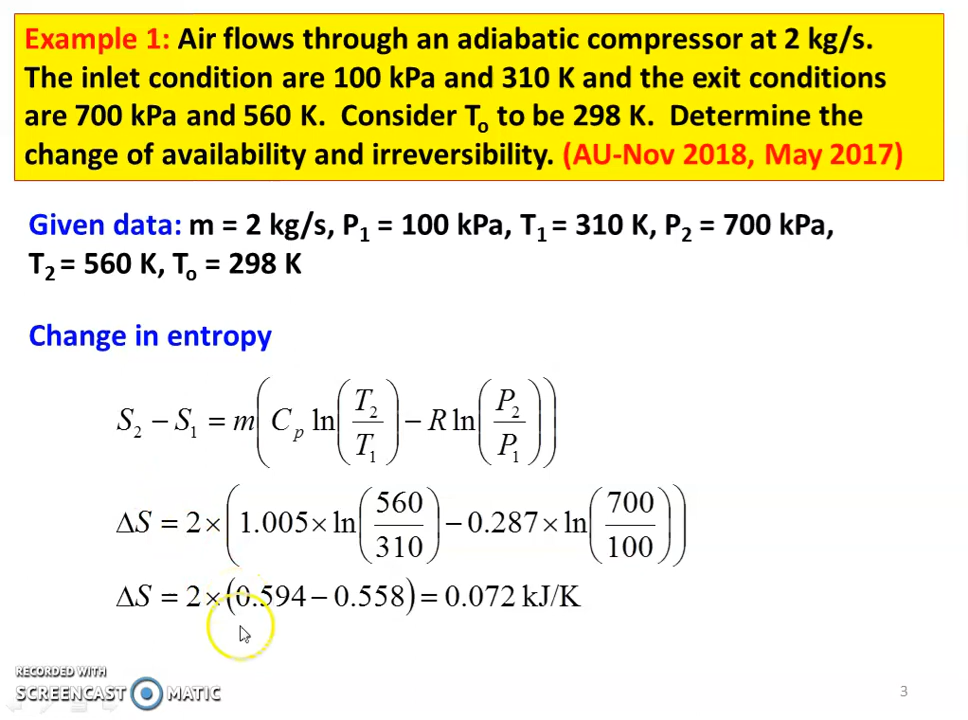 Example 1: Air flows through an adiabatic compressor at 2 kg/s.
The inlet condition are 100 kPa and 310 K and the exit conditions
are 700 kPa and 560 K. Consider Tₒ to be 298 K. Determine the
change of availability and irreversibility. (AU-Nov 2018, May 2017)
Given data: m = 2 kg/s, P₁ = 100 kPa, T₁ = 310 K, P₂ = 700 kPa,
T₂ = 560 K, Tₒ = 298 K
Change in entropy
S₂ − S₁ = m(Cₚ ln(T₂/T₁) − R ln(P₂/P₁))
ΔS = 2 × (1.005 × ln(560/310) − 0.287 × ln(700/100))
ΔS = 2 × (0.594 − 0.558) = 0.072 kJ/K
RECORDED WITH
SCREENCAST MATIC
3